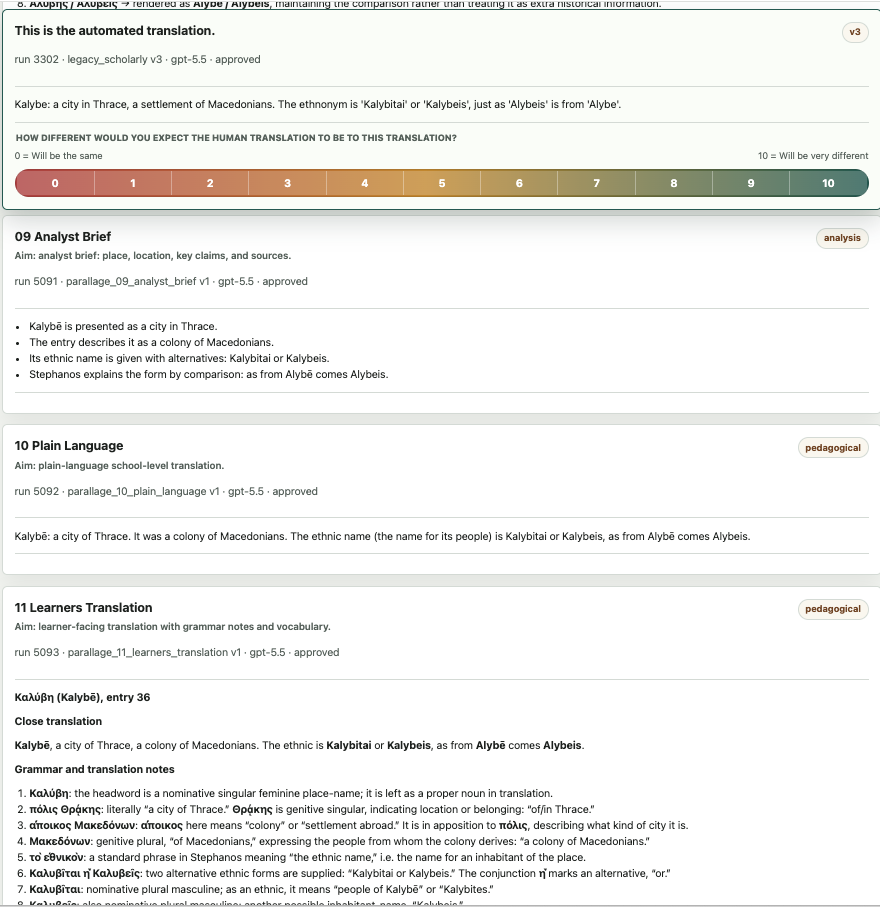 8. Ἀλύβης / Ἀλυβεῖς → rendered as Alybe / Alybeis, maintaining the comparison rather than treating it as extra historical information.
This is the automated translation.
v3
run 3302 · legacy_scholarly v3 · gpt-5.5 · approved
Kalybe: a city in Thrace, a settlement of Macedonians. The ethnonym is 'Kalybitai' or 'Kalybeis', just as 'Alybeis' is from 'Alybe'.
HOW DIFFERENT WOULD YOU EXPECT THE HUMAN TRANSLATION TO BE TO THIS TRANSLATION?
0 = Will be the same 10 = Will be very different
0 1 2 3 4 5 6 7 8 9 10
09 Analyst Brief
analysis
Aim: analyst brief: place, location, key claims, and sources.
run 5091 · parallage_09_analyst_brief v1 · gpt-5.5 · approved
• Kalybē is presented as a city in Thrace.
• The entry describes it as a colony of Macedonians.
• Its ethnic name is given with alternatives: Kalybitai or Kalybeis.
• Stephanos explains the form by comparison: as from Alybē comes Alybeis.
10 Plain Language
pedagogical
Aim: plain-language school-level translation.
run 5092 · parallage_10_plain_language v1 · gpt-5.5 · approved
Kalybē: a city of Thrace. It was a colony of Macedonians. The ethnic name (the name for its people) is Kalybitai or Kalybeis, as from Alybē comes Alybeis.
11 Learners Translation
pedagogical
Aim: learner-facing translation with grammar notes and vocabulary.
run 5093 · parallage_11_learners_translation v1 · gpt-5.5 · approved
Καλύβη (Kalybē), entry 36
Close translation
Kalybē, a city of Thrace, a colony of Macedonians. The ethnic is Kalybitai or Kalybeis, as from Alybē comes Alybeis.
Grammar and translation notes
1. Καλύβη: the headword is a nominative singular feminine place-name; it is left as a proper noun in translation.
2. πόλις Θρᾴκης: literally “a city of Thrace.” Θρᾴκης is genitive singular, indicating location or belonging: “of/in Thrace.”
3. ἄποικος Μακεδόνων: ἄποικος here means “colony” or “settlement abroad.” It is in apposition to πόλις, describing what kind of city it is.
4. Μακεδόνων: genitive plural, “of Macedonians,” expressing the people from whom the colony derives: “a colony of Macedonians.”
5. τὸ ἐθνικὸν: a standard phrase in Stephanos meaning “the ethnic name,” i.e. the name for an inhabitant of the place.
6. Καλυβῖται ἢ Καλυβεῖς: two alternative ethnic forms are supplied: “Kalybitai or Kalybeis.” The conjunction ἢ marks an alternative, “or.”
7. Καλυβῖται: nominative plural masculine; as an ethnic, it means “people of Kalybē” or “Kalybites.”
8. Καλυβεῖς: also nominative plural masculine; another possible inhabitant-name, “Kalybeis.”